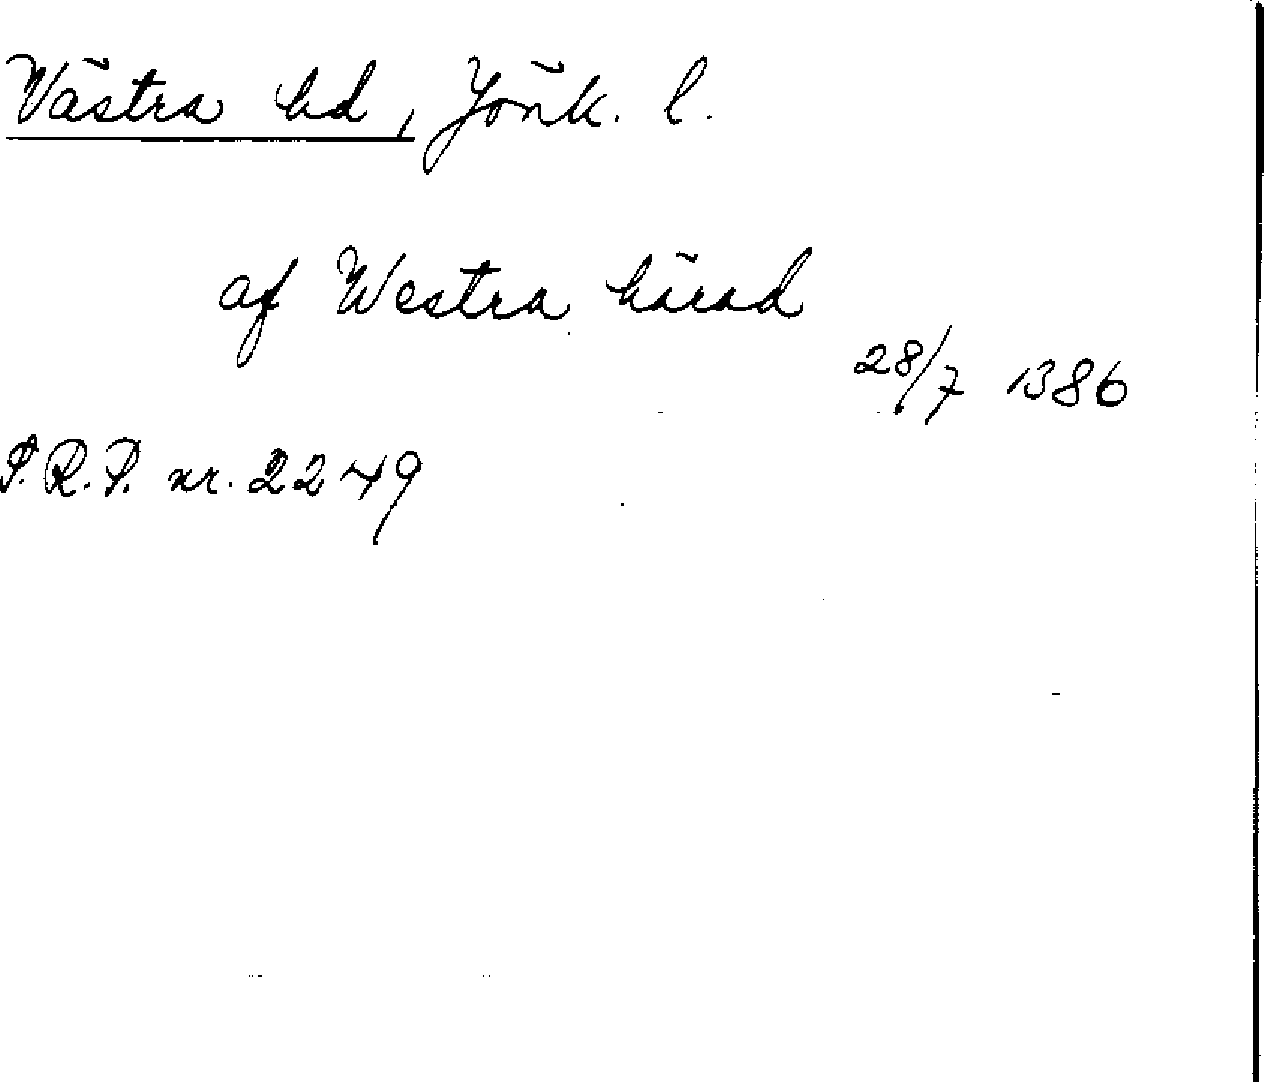 Västra hd, Jönk. l.
af Westra härad
28/7 1386
P.R.P. nr. 2249